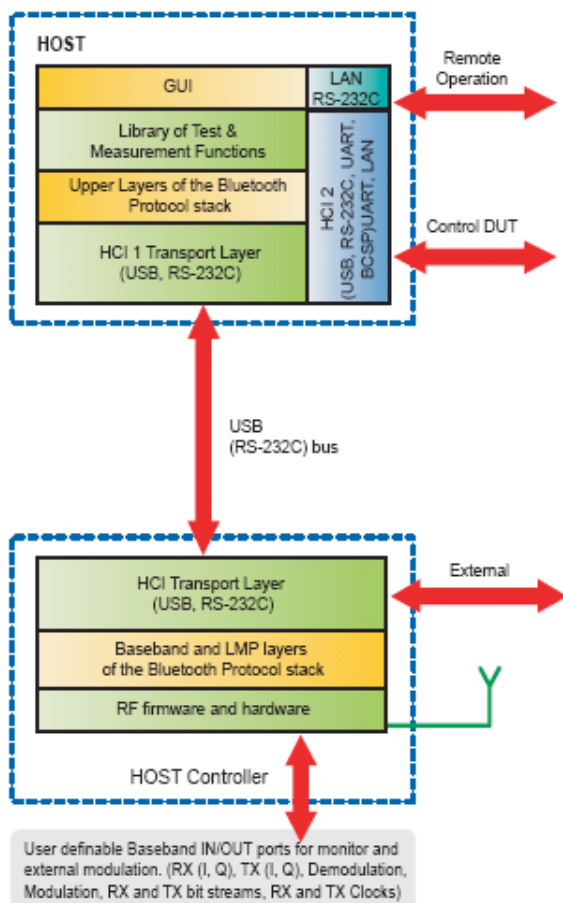 HOST
GUI
LAN
RS-232C
Remote
Operation
Library of Test &
Measurement Functions
Upper Layers of the Bluetooth
Protocol stack
HCI 1 Transport Layer
(USB, RS-232C)
HCI 2
(USB, RS-232C, UART,
BCSP)UART, LAN
Control DUT
USB
(RS-232C) bus
HCI Transport Layer
(USB, RS-232C)
External
Baseband and LMP layers
of the Bluetooth Protocol stack
RF firmware and hardware
HOST Controller
User definable Baseband IN/OUT ports for monitor and
external modulation. (RX (I, Q), TX (I, Q), Demodulation,
Modulation, RX and TX bit streams, RX and TX Clocks)